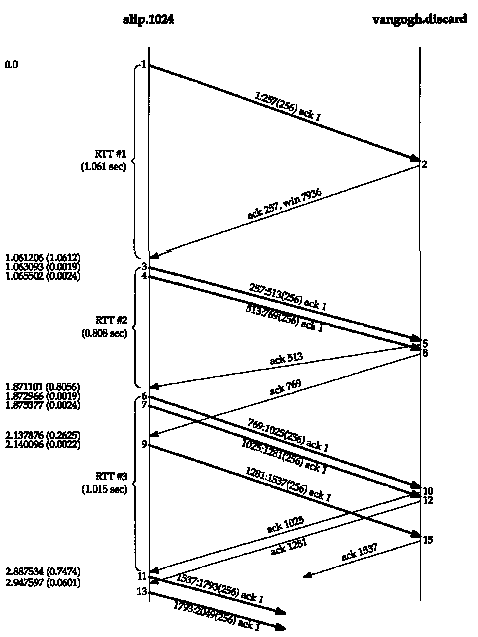 slip.1024 vangogh.discard
0.0
1
1:257(256) ack 1
RTT #1
(1.061 sec)
2
ack 257, win 7936
1.061206 (1.0612)
1.063093 (0.0019)
3
1.065502 (0.0024)
4
257:513(256) ack 1
513:769(256) ack 1
RTT #2
(0.808 sec)
5
6
ack 513
1.871101 (0.8056)
ack 769
1.872966 (0.0019)
6
1.875377 (0.0024)
7
769:1025(256) ack 1
2.137876 (0.2625)
2.140096 (0.0022)
9
1025:1281(256) ack 1
RTT #3
(1.015 sec)
1281:1537(256) ack 1
10
12
ack 1025
15
ack 1281
ack 1537
2.887534 (0.7474)
11
2.947597 (0.0601)
1537:1793(256) ack 1
13
1793:2049(256) ack 1